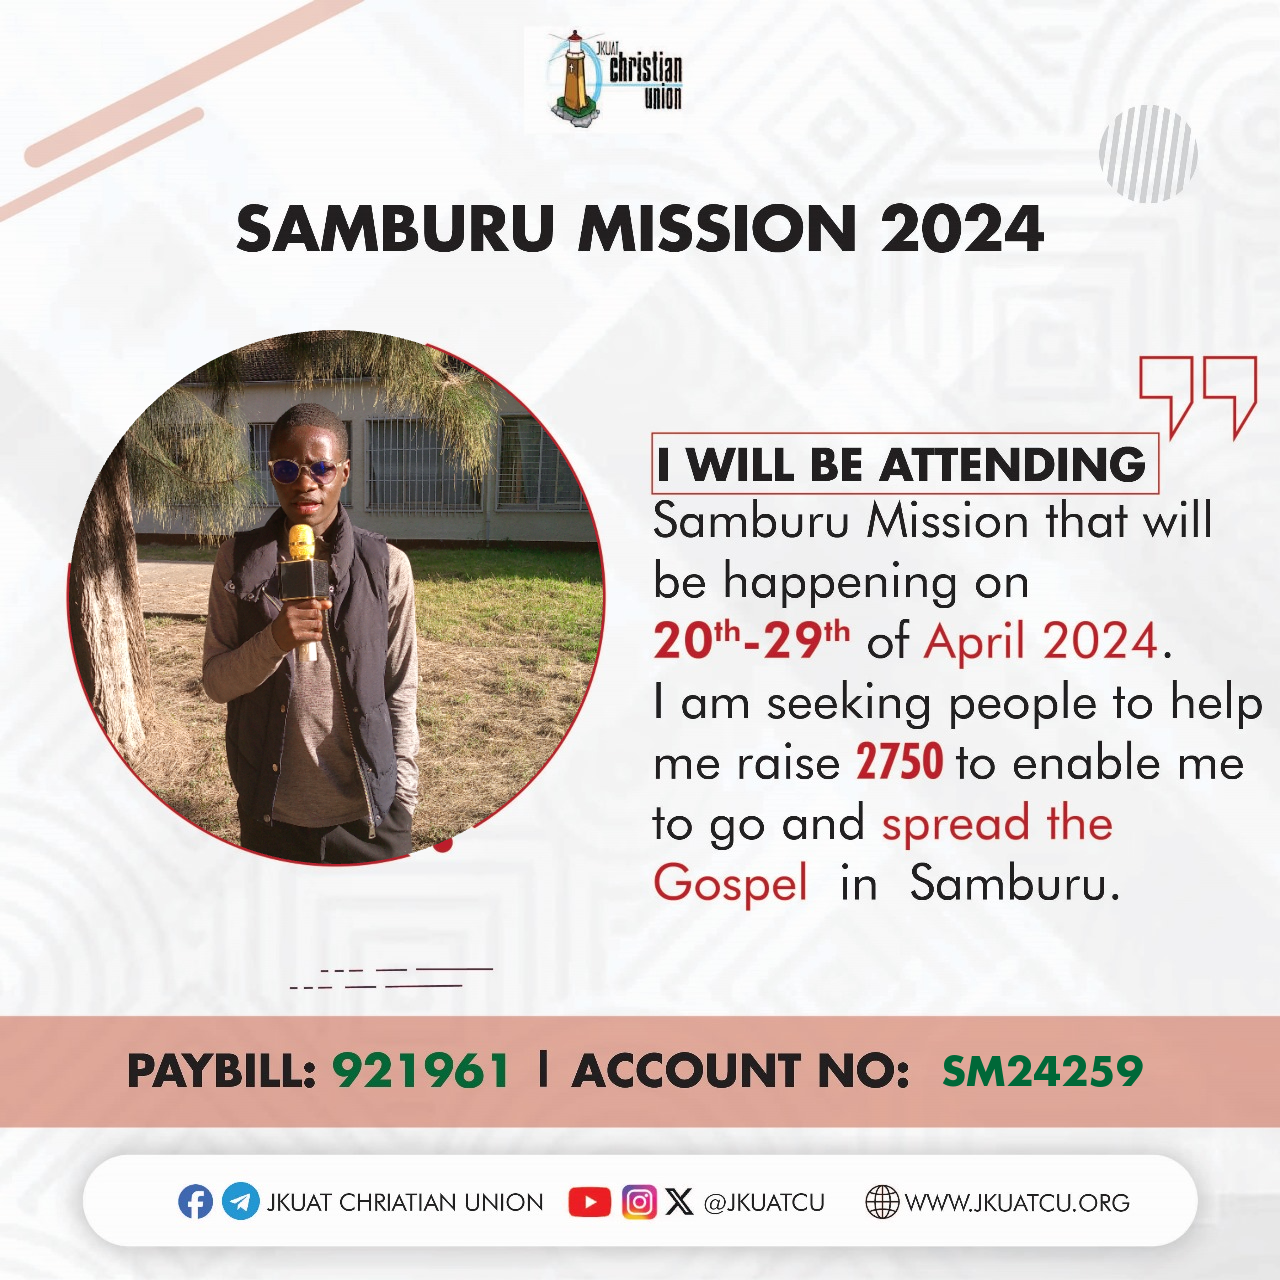 JKUAT
christian
union
SAMBURU MISSION 2024
I WILL BE ATTENDING
Samburu Mission that will
be happening on
20th-29th of April 2024.
I am seeking people to help
me raise 2750 to enable me
to go and spread the
Gospel in Samburu.
PAYBILL: 921961 | ACCOUNT NO: SM24259
JKUAT CHRIATIAN UNION @JKUATCU WWW.JKUATCU.ORG